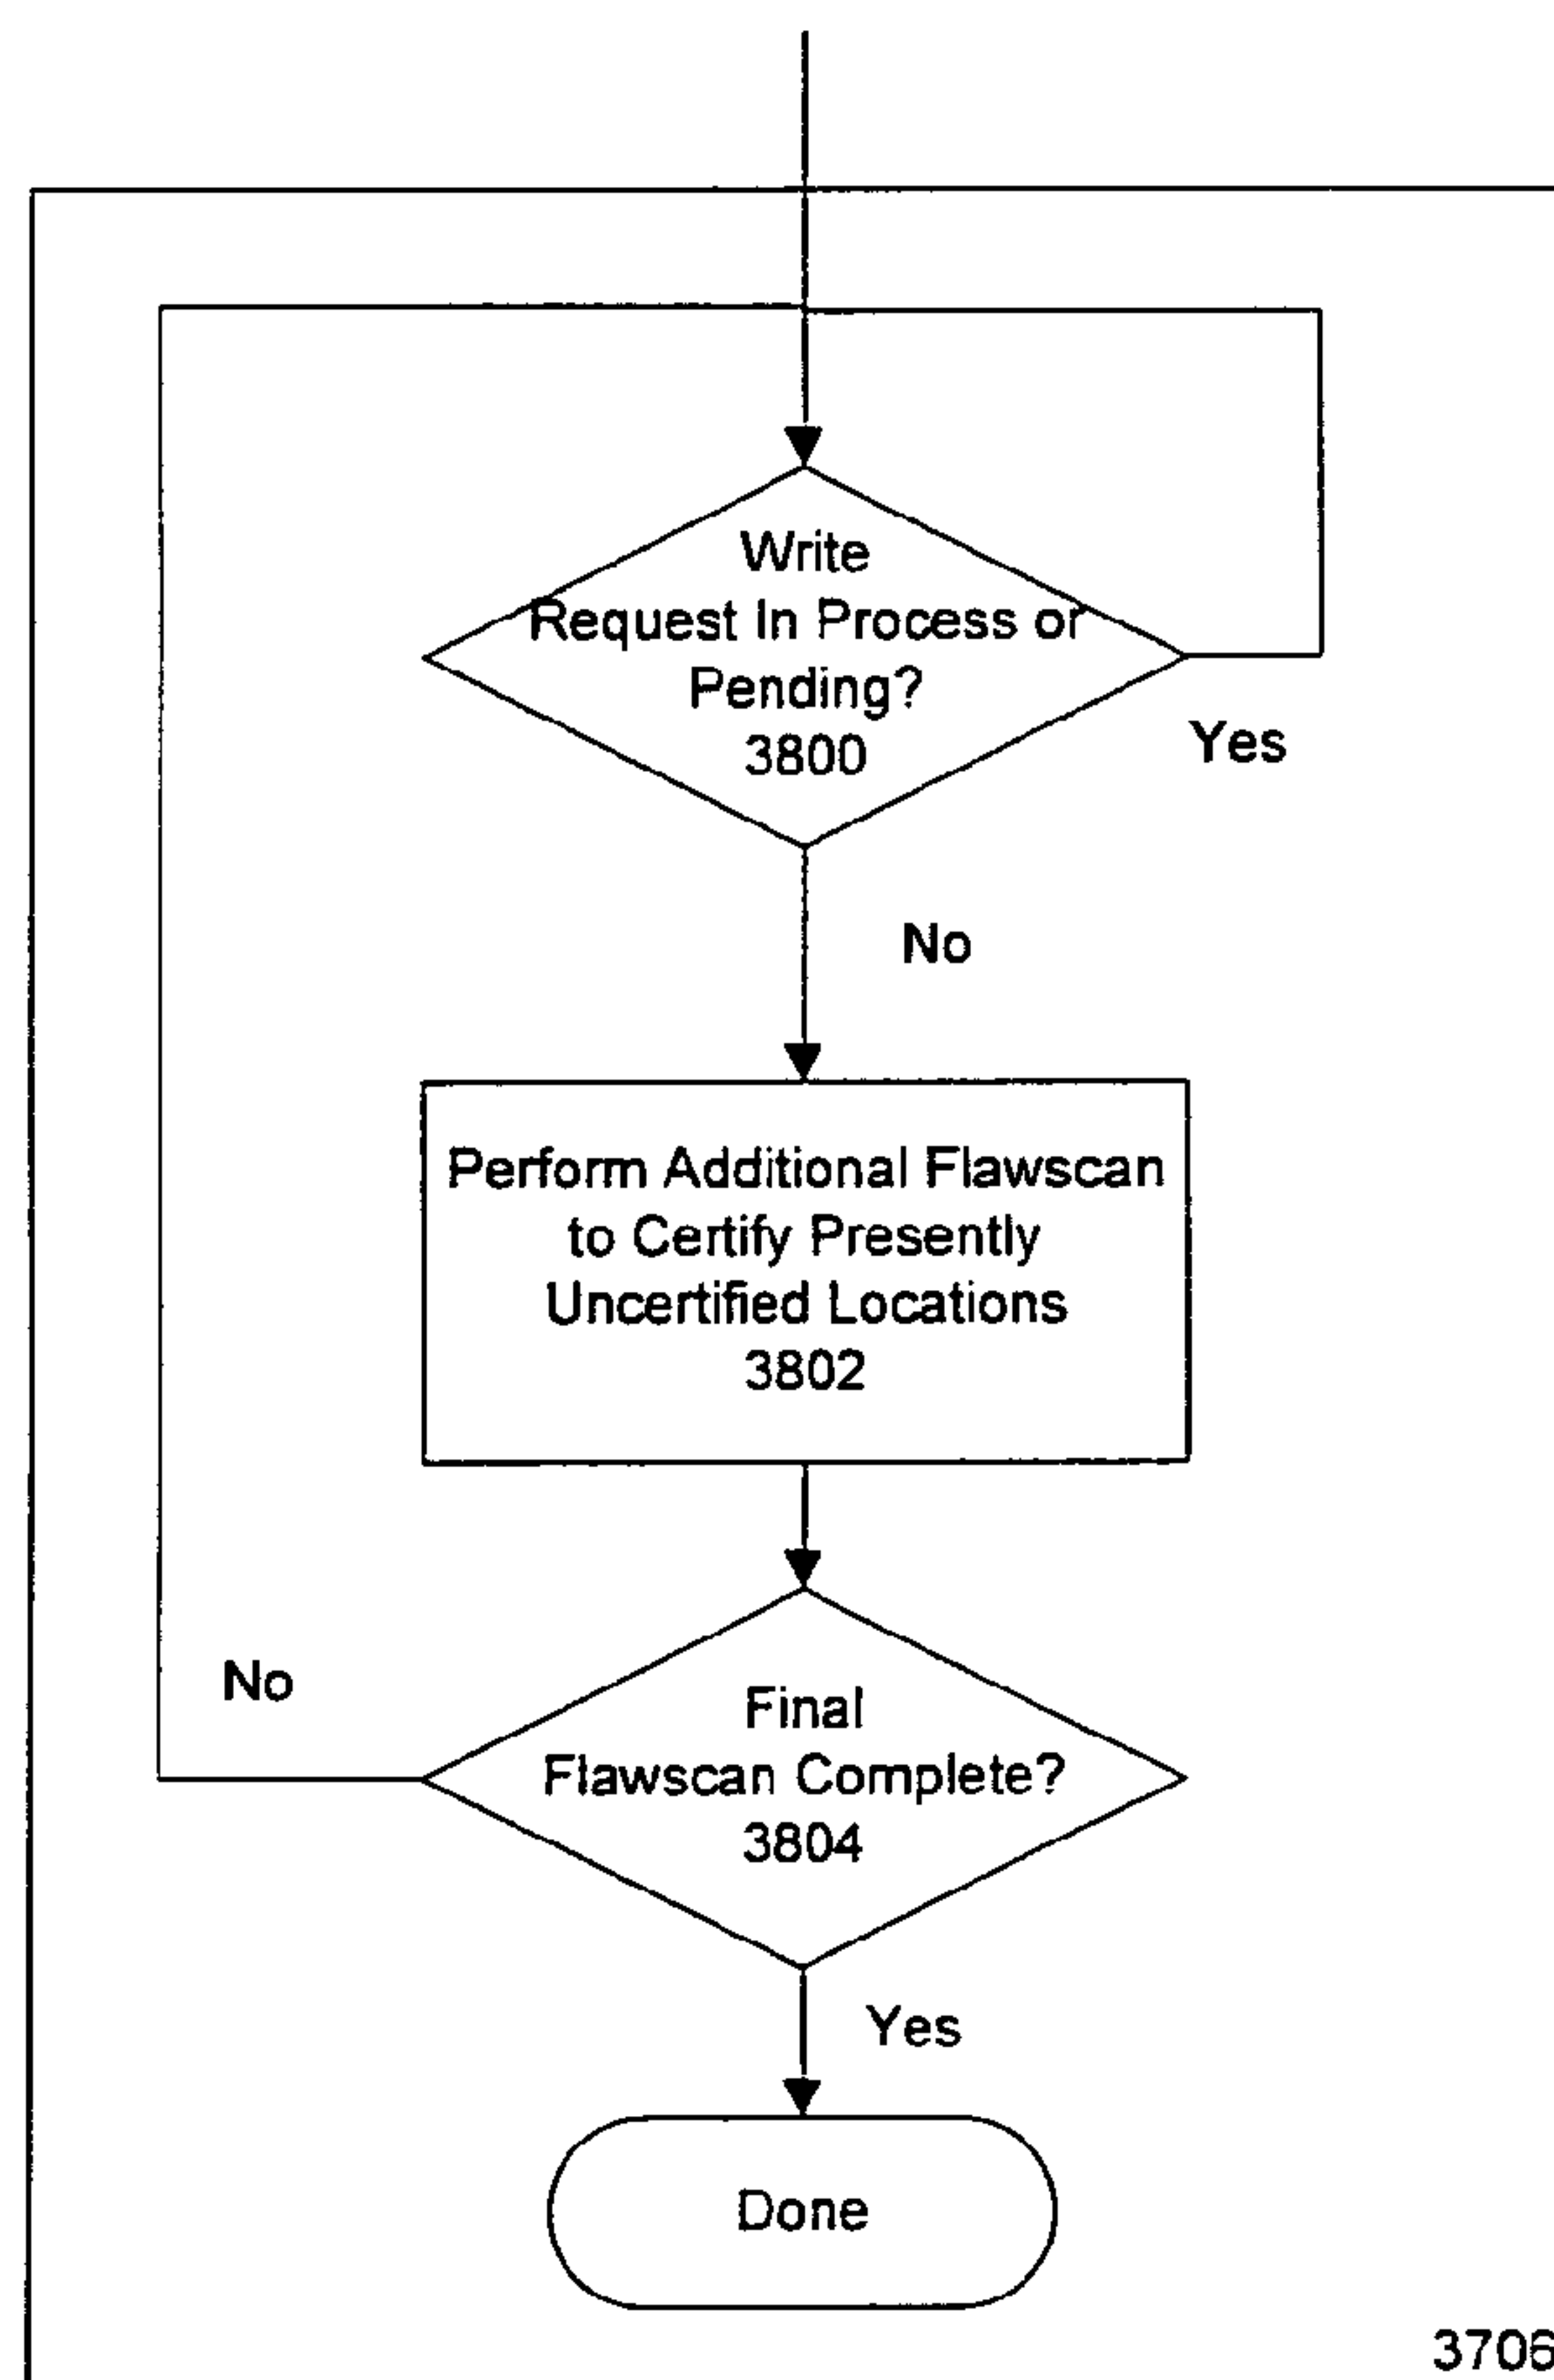 Write
Request In Process or
Pending?
3800
Yes
No
Perform Additional Flawscan
to Certify Presently
Uncertified Locations
3802
No
Final
Flawscan Complete?
3804
Yes
Done
3706